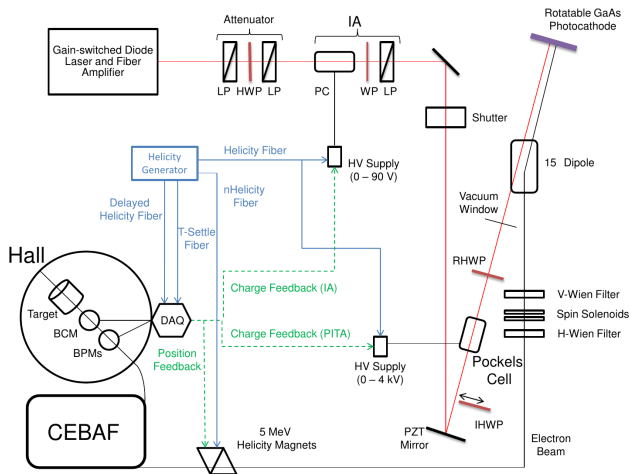 Rotatable GaAs
Photocathode
Attenuator
IA
Gain-switched Diode
Laser and Fiber
Amplifier
LP
HWP
LP
PC
WP
LP
Shutter
HV Supply
(0 – 90 V)
15 Dipole
Helicity Fiber
Helicity
Generator
nHelicity
Fiber
Delayed
Helicity Fiber
T-Settle
Fiber
Vacuum
Window
RHWP
Hall
Target
BCM
BPMs
DAQ
Charge Feedback (IA)
Charge Feedback (PITA)
Position
Feedback
V-Wien Filter
Spin Solenoids
H-Wien Filter
Pockels
Cell
HV Supply
(0 – 4 kV)
IHWP
CEBAF
5 MeV
Helicity Magnets
PZT
Mirror
Electron
Beam